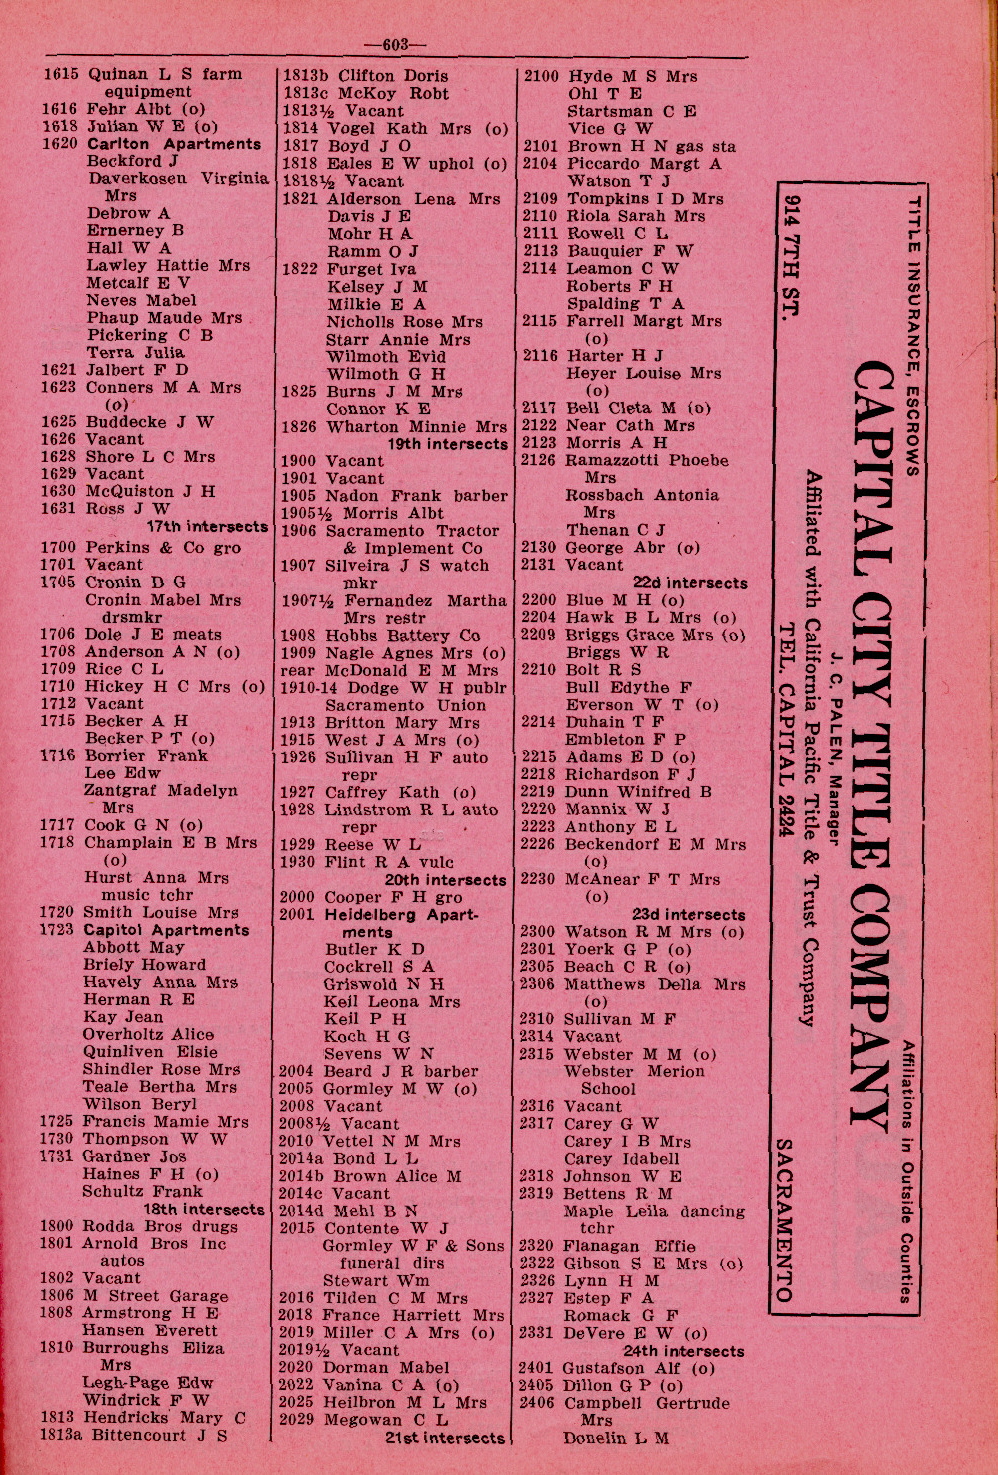 —603—
1615 Quinan L S farm
equipment
1616 Fehr Albt (o)
1618 Julian W E (o)
1620 Carlton Apartments
Beckford J
Daverkosen Virginia
Mrs
Debrow A
Ernerney B
Hall W A
Lawley Hattie Mrs
Metcalf E V
Neves Mabel
Phaup Maude Mrs
Pickering C B
Terra Julia
1621 Jalbert F D
1623 Conners M A Mrs
(o)
1625 Buddecke J W
1626 Vacant
1628 Shore L C Mrs
1629 Vacant
1630 McQuiston J H
1631 Ross J W
17th intersects
1700 Perkins & Co gro
1701 Vacant
1705 Cronin D G
Cronin Mabel Mrs
drsmkr
1706 Dole J E meats
1708 Anderson A N (o)
1709 Rice C L
1710 Hickey H C Mrs (o)
1712 Vacant
1715 Becker A H
Becker P T (o)
1716 Borrier Frank
Lee Edw
Zantgraf Madelyn
Mrs
1717 Cook G N (o)
1718 Champlain E B Mrs
(o)
Hurst Anna Mrs
music tchr
1720 Smith Louise Mrs
1723 Capitol Apartments
Abbott May
Briely Howard
Havely Anna Mrs
Herman R E
Kay Jean
Overholtz Alice
Quinliven Elsie
Shindler Rose Mrs
Teale Bertha Mrs
Wilson Beryl
1725 Francis Mamie Mrs
1730 Thompson W W
1731 Gardner Jos
Haines F H (o)
Schultz Frank
18th intersects
1800 Rodda Bros drugs
1801 Arnold Bros Inc
autos
1802 Vacant
1806 M Street Garage
1808 Armstrong H E
Hansen Everett
1810 Burroughs Eliza
Mrs
Legh-Page Edw
Windrick F W
1813 Hendricks Mary C
1813a Bittencourt J S
1813b Clifton Doris
1813c McKoy Robt
1813½ Vacant
1814 Vogel Kath Mrs (o)
1817 Boyd J O
1818 Eales E W uphol (o)
1818½ Vacant
1821 Alderson Lena Mrs
Davis J E
Mohr H A
Ramm O J
1822 Furget Iva
Kelsey J M
Milkie E A
Nicholls Rose Mrs
Starr Annie Mrs
Wilmoth Evid
Wilmoth G H
1825 Burns J M Mrs
Connor K E
1826 Wharton Minnie Mrs
19th intersects
1900 Vacant
1901 Vacant
1905 Nadon Frank barber
1905½ Morris Albt
1906 Sacramento Tractor
& Implement Co
1907 Silveira J S watch
mkr
1907½ Fernandez Martha
Mrs restr
1908 Hobbs Battery Co
1909 Nagle Agnes Mrs (o)
rear McDonald E M Mrs
1910-14 Dodge W H publr
Sacramento Union
1913 Britton Mary Mrs
1915 West J A Mrs (o)
1926 Sullivan H F auto
repr
1927 Caffrey Kath (o)
1928 Lindstrom R L auto
repr
1929 Reese W L
1930 Flint R A vulc
20th intersects
2000 Cooper F H gro
2001 Heidelberg Apart-
ments
Butler K D
Cockrell S A
Griswold N H
Keil Leona Mrs
Keil P H
Koch H G
Sevens W N
2004 Beard J R barber
2005 Gormley M W (o)
2008 Vacant
2008½ Vacant
2010 Vettel N M Mrs
2014a Bond L L
2014b Brown Alice M
2014c Vacant
2014d Mehl B N
2015 Contente W J
Gormley W F & Sons
funeral dirs
Stewart Wm
2016 Tilden C M Mrs
2018 France Harriett Mrs
2019 Miller C A Mrs (o)
2019½ Vacant
2020 Dorman Mabel
2022 Vanina C A (o)
2025 Heilbron M L Mrs
2029 Megowan C L
21st intersects
2100 Hyde M S Mrs
Ohl T E
Startsman C E
Vice G W
2101 Brown H N gas sta
2104 Piccardo Margt A
Watson T J
2109 Tompkins I D Mrs
2110 Riola Sarah Mrs
2111 Rowell C L
2113 Bauquier F W
2114 Leamon C W
Roberts F H
Spalding T A
2115 Farrell Margt Mrs
(o)
2116 Harter H J
Heyer Louise Mrs
(o)
2117 Bell Cleta M (o)
2122 Near Cath Mrs
2123 Morris A H
2126 Ramazzotti Phoebe
Mrs
Rossbach Antonia
Mrs
Thenan C J
2130 George Abr (o)
2131 Vacant
22d intersects
2200 Blue M H (o)
2204 Hawk B L Mrs (o)
2209 Briggs Grace Mrs (o)
Briggs W R
2210 Bolt R S
Bull Edythe F
Everson W T (o)
2214 Duhain T F
Embleton F P
2215 Adams E D (o)
2218 Richardson F J
2219 Dunn Winifred B
2220 Mannix W J
2223 Anthony E L
2226 Beckendorf E M Mrs
(o)
2230 McAnear F T Mrs
(o)
23d intersects
2300 Watson R M Mrs (o)
2301 Yoerk G P (o)
2305 Beach C R (o)
2306 Matthews Della Mrs
(o)
2310 Sullivan M F
2314 Vacant
2315 Webster M M (o)
Webster Merion
School
2316 Vacant
2317 Carey G W
Carey I B Mrs
Carey Idabell
2318 Johnson W E
2319 Bettens R M
Maple Leila dancing
tchr
2320 Flanagan Effie
2322 Gibson S E Mrs (o)
2326 Lynn H M
2327 Estep F A
Romack G F
2331 DeVere E W (o)
24th intersects
2401 Gustafson Alf (o)
2405 Dillon G P (o)
2406 Campbell Gertrude
Mrs
Donelin L M
TITLE INSURANCE, ESCROWS
Affiliations in Outside Counties
CAPITAL CITY TITLE COMPANY
J. C. PALEN, Manager
Affiliated with California Pacific Title & Trust Company
914 7TH ST.
TEL. CAPITAL 2424
SACRAMENTO